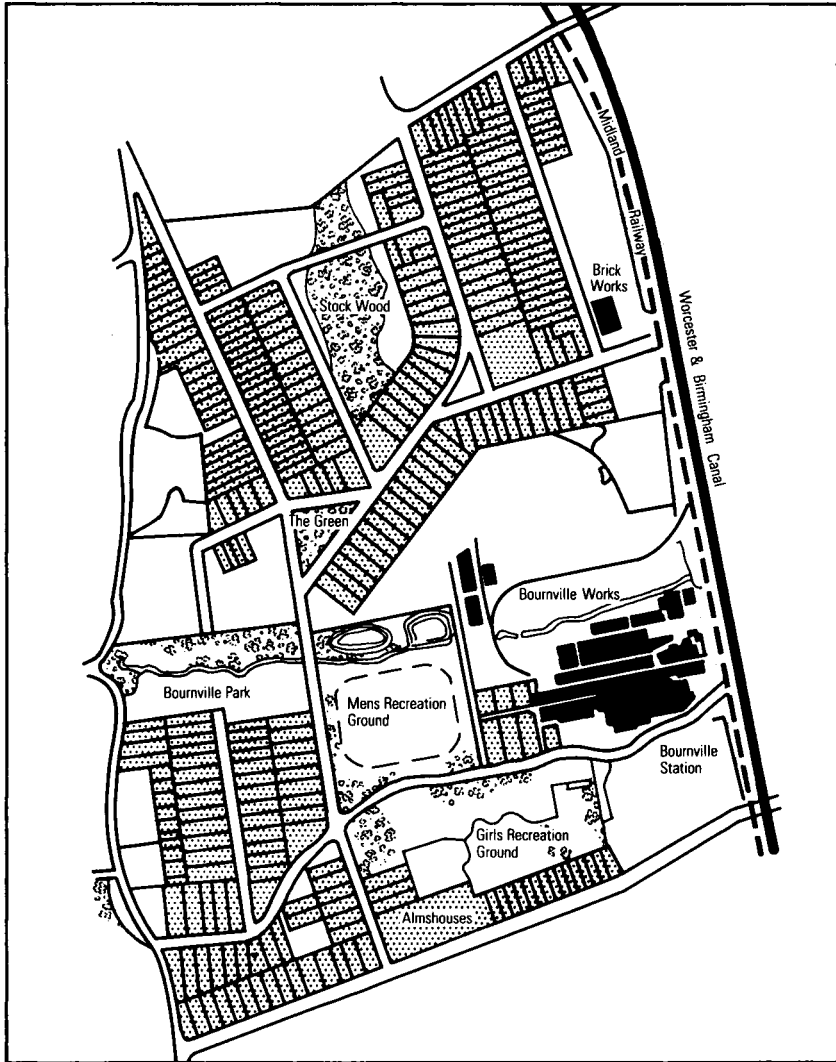 Midland
Railway
Brick
Works
Stock Wood
Worcester & Birmingham Canal
The Green
Bournville Works
Bournville Park
Mens Recreation
Ground
Bournville
Station
Girls Recreation
Ground
Almshouses